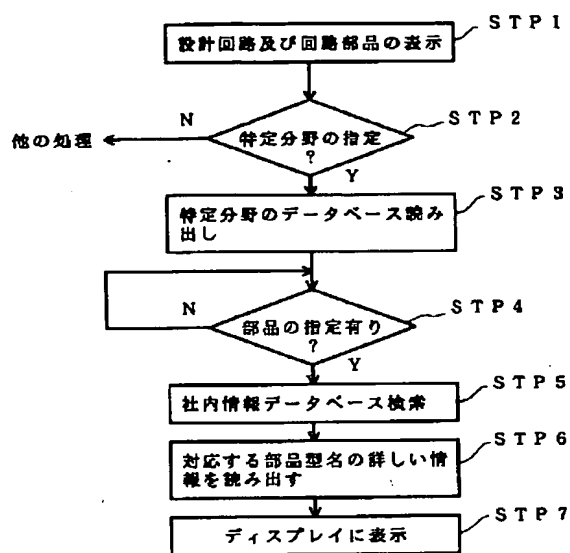 STP1
設計回路及び回路部品の表示
STP2
N
他の処理
特定分野の指定
?
Y
STP3
特定分野のデータベース読み
出し
STP4
N
部品の指定有り
?
Y
STP5
社内情報データベース検索
STP6
対応する部品型名の詳しい情
報を読み出す
STP7
ディスプレイに表示